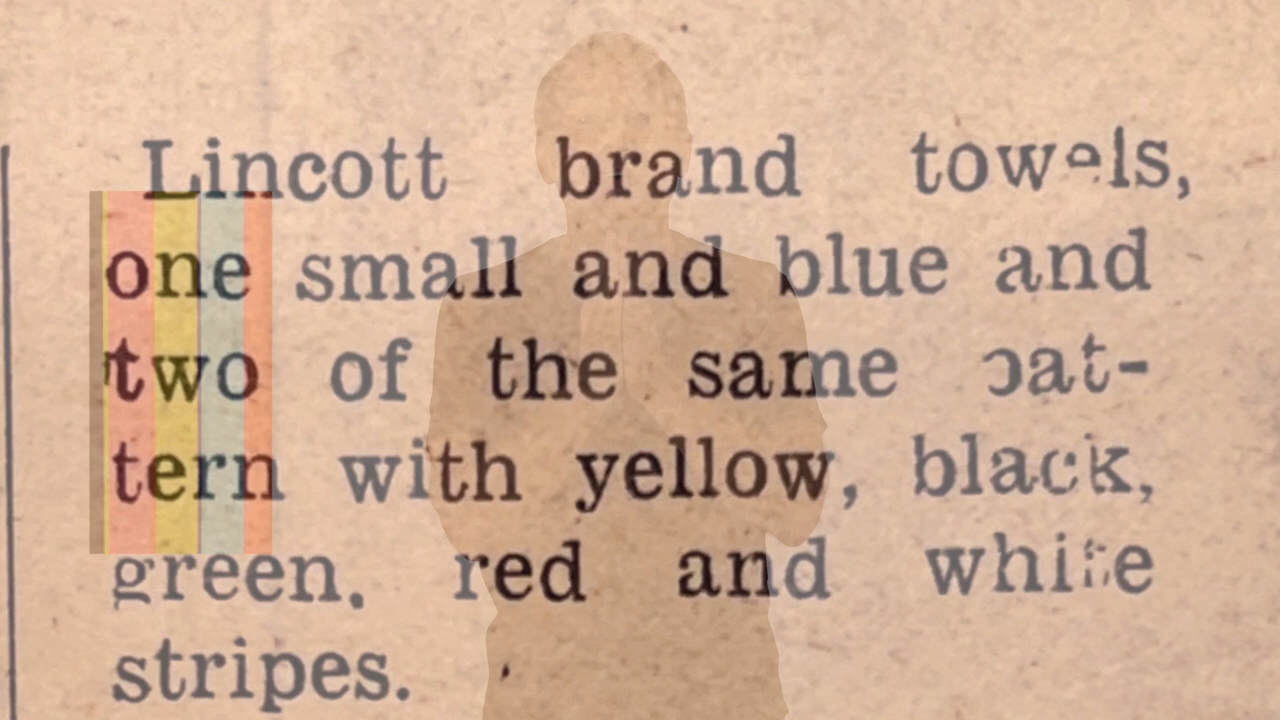 Lincott brand towels,
one small and blue and
two of the same pat-
tern with yellow, black,
green, red and white
stripes.